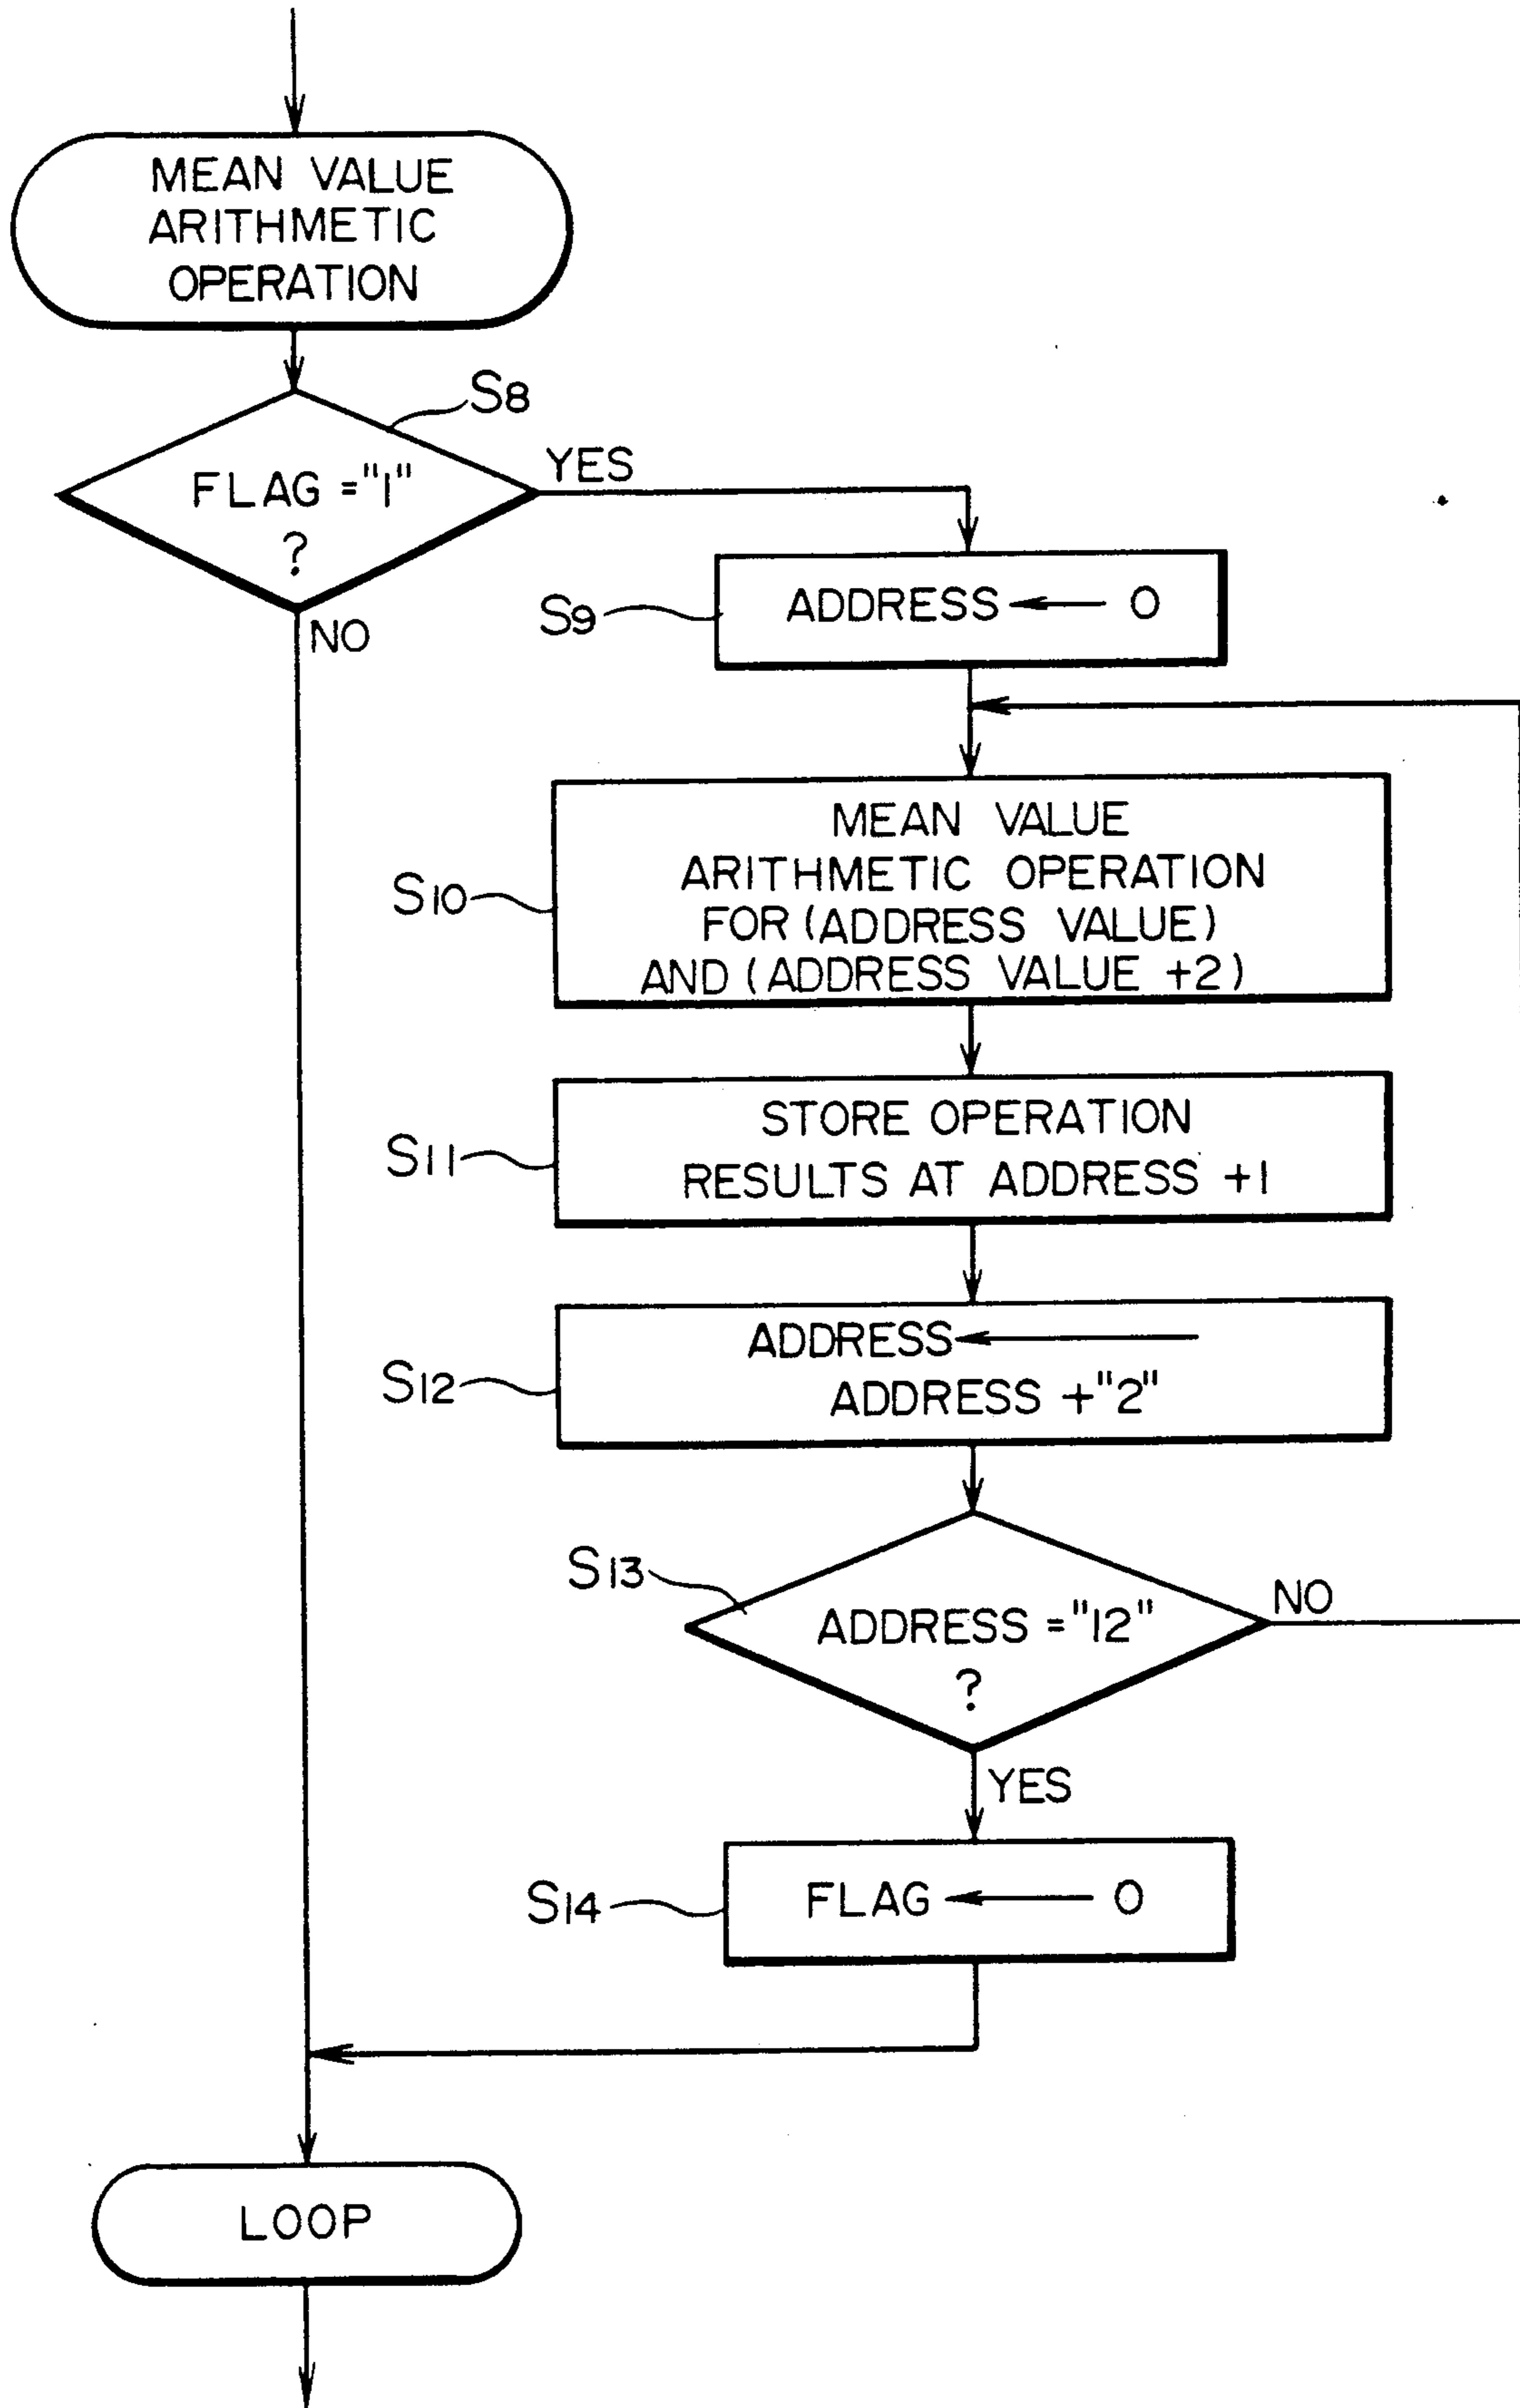 MEAN VALUE
ARITHMETIC
OPERATION
S8
FLAG ="1"
?
YES
NO
S9
ADDRESS ← 0
S10
MEAN VALUE
ARITHMETIC OPERATION
FOR (ADDRESS VALUE)
AND (ADDRESS VALUE +2)
S11
STORE OPERATION
RESULTS AT ADDRESS +1
S12
ADDRESS ←
ADDRESS +"2"
S13
ADDRESS ="12"
?
NO
YES
S14
FLAG ← 0
LOOP